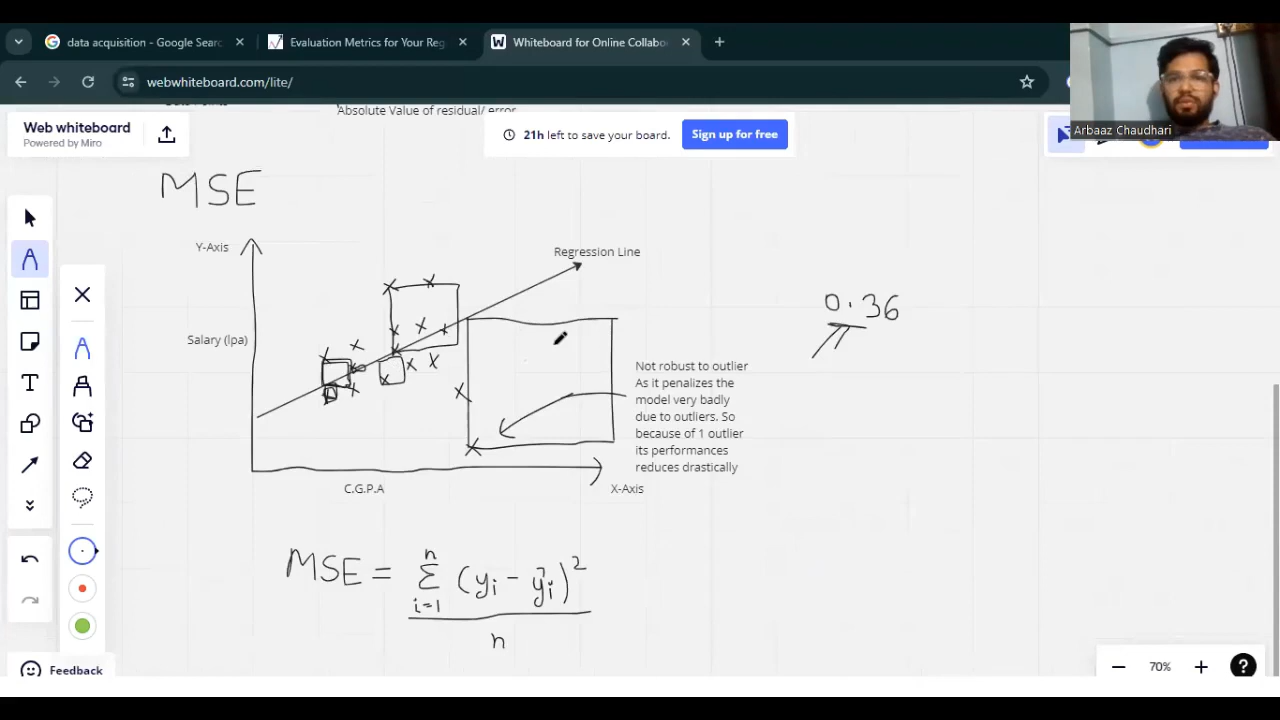 data acquisition - Google Searc
Evaluation Metrics for Your Reg
Whiteboard for Online Collabo
webwhiteboard.com/lite/
Arbaaz Chaudhari
Absolute Value of residual/ error
Web whiteboard
Powered by Miro
21h left to save your board.
Sign up for free
MSE
Y-Axis
Regression Line
0.36
Salary (lpa)
Not robust to outlier
As it penalizes the
model very badly
due to outliers. So
because of 1 outlier
its performances
reduces drastically
C.G.P.A
X-Axis
MSE = n Σ i=1 (yi - ŷi)2
n
Feedback
70%